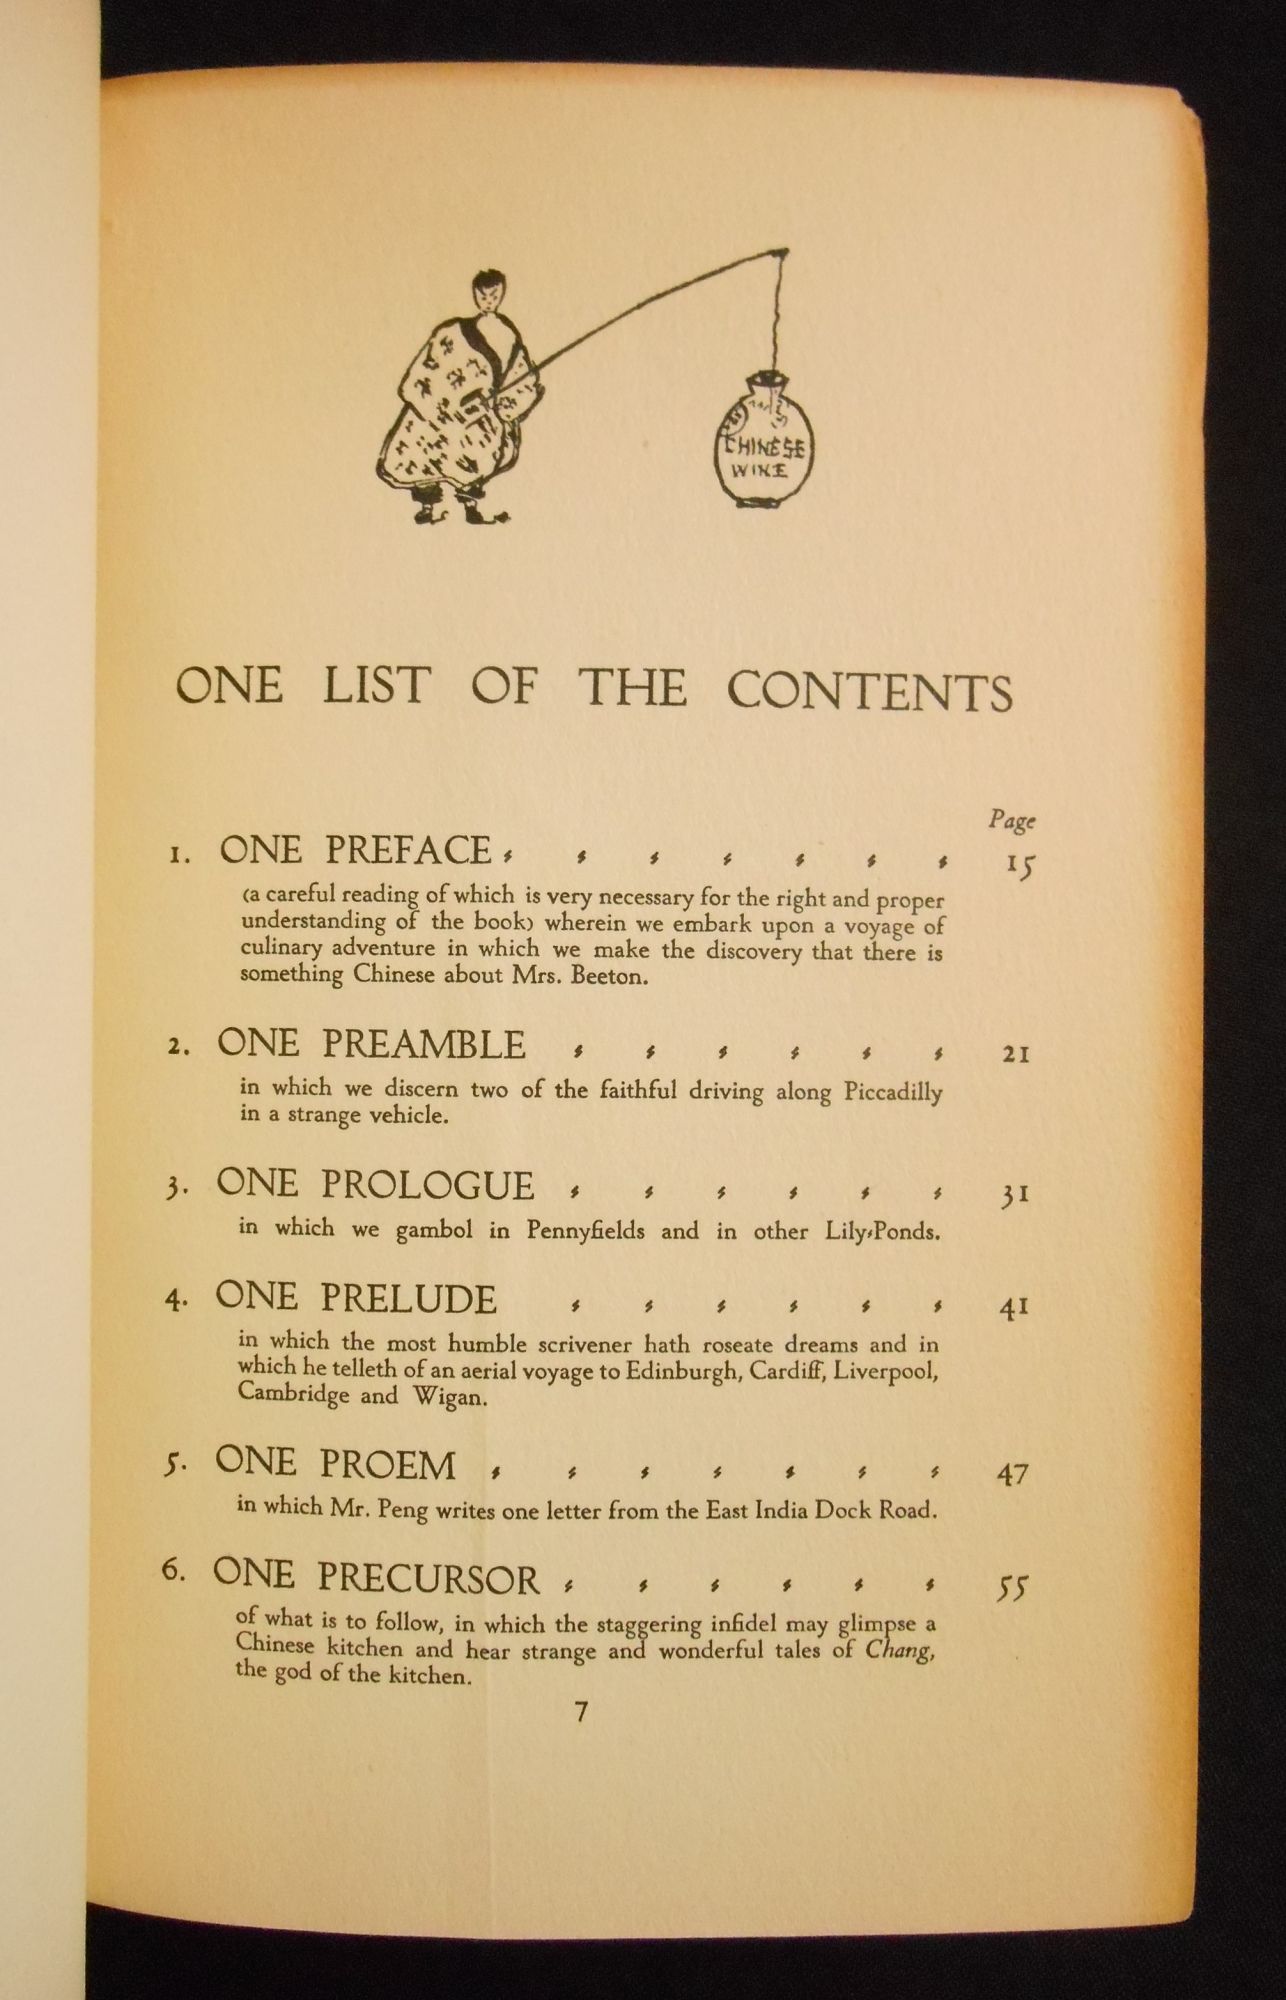 CHINESE
WINE
ONE LIST OF THE CONTENTS
Page
1. ONE PREFACE 15
(a careful reading of which is very necessary for the right and proper
understanding of the book) wherein we embark upon a voyage of
culinary adventure in which we make the discovery that there is
something Chinese about Mrs. Beeton.
2. ONE PREAMBLE 21
in which we discern two of the faithful driving along Piccadilly
in a strange vehicle.
3. ONE PROLOGUE 31
in which we gambol in Pennyfields and in other Lily-Ponds.
4. ONE PRELUDE 41
in which the most humble scrivener hath roseate dreams and in
which he telleth of an aerial voyage to Edinburgh, Cardiff, Liverpool,
Cambridge and Wigan.
5. ONE PROEM 47
in which Mr. Peng writes one letter from the East India Dock Road.
6. ONE PRECURSOR 55
of what is to follow, in which the staggering infidel may glimpse a
Chinese kitchen and hear strange and wonderful tales of Chang,
the god of the kitchen.
7